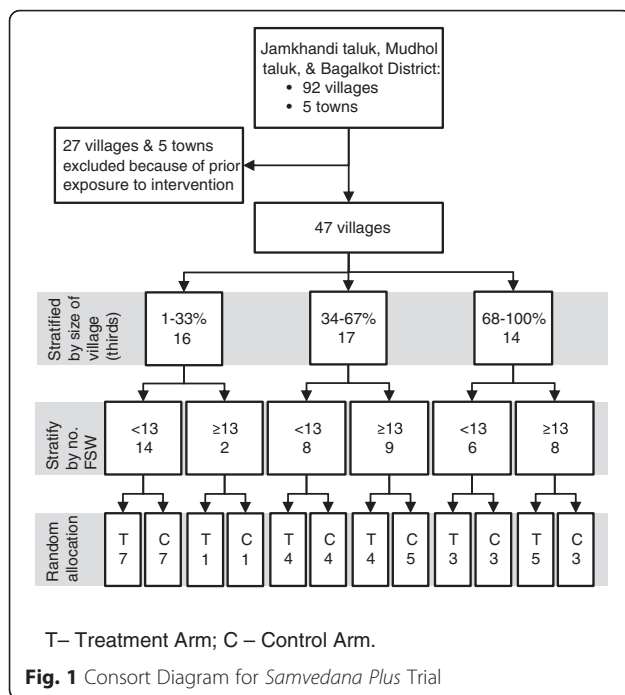 Jamkhandi taluk, Mudhol
taluk, & Bagalkot District:
• 92 villages
• 5 towns
27 villages & 5 towns
excluded because of prior
exposure to intervention
47 villages
Stratified
by size of
village
(thirds)
1-33%
16
34-67%
17
68-100%
14
Stratify
by no.
FSW
<13
14
≥13
2
<13
8
≥13
9
<13
6
≥13
8
Random
allocation
T
7
C
7
T
1
C
1
T
4
C
4
T
4
C
5
T
3
C
3
T
5
C
3
T– Treatment Arm; C – Control Arm.
Fig. 1 Consort Diagram for Samvedana Plus Trial